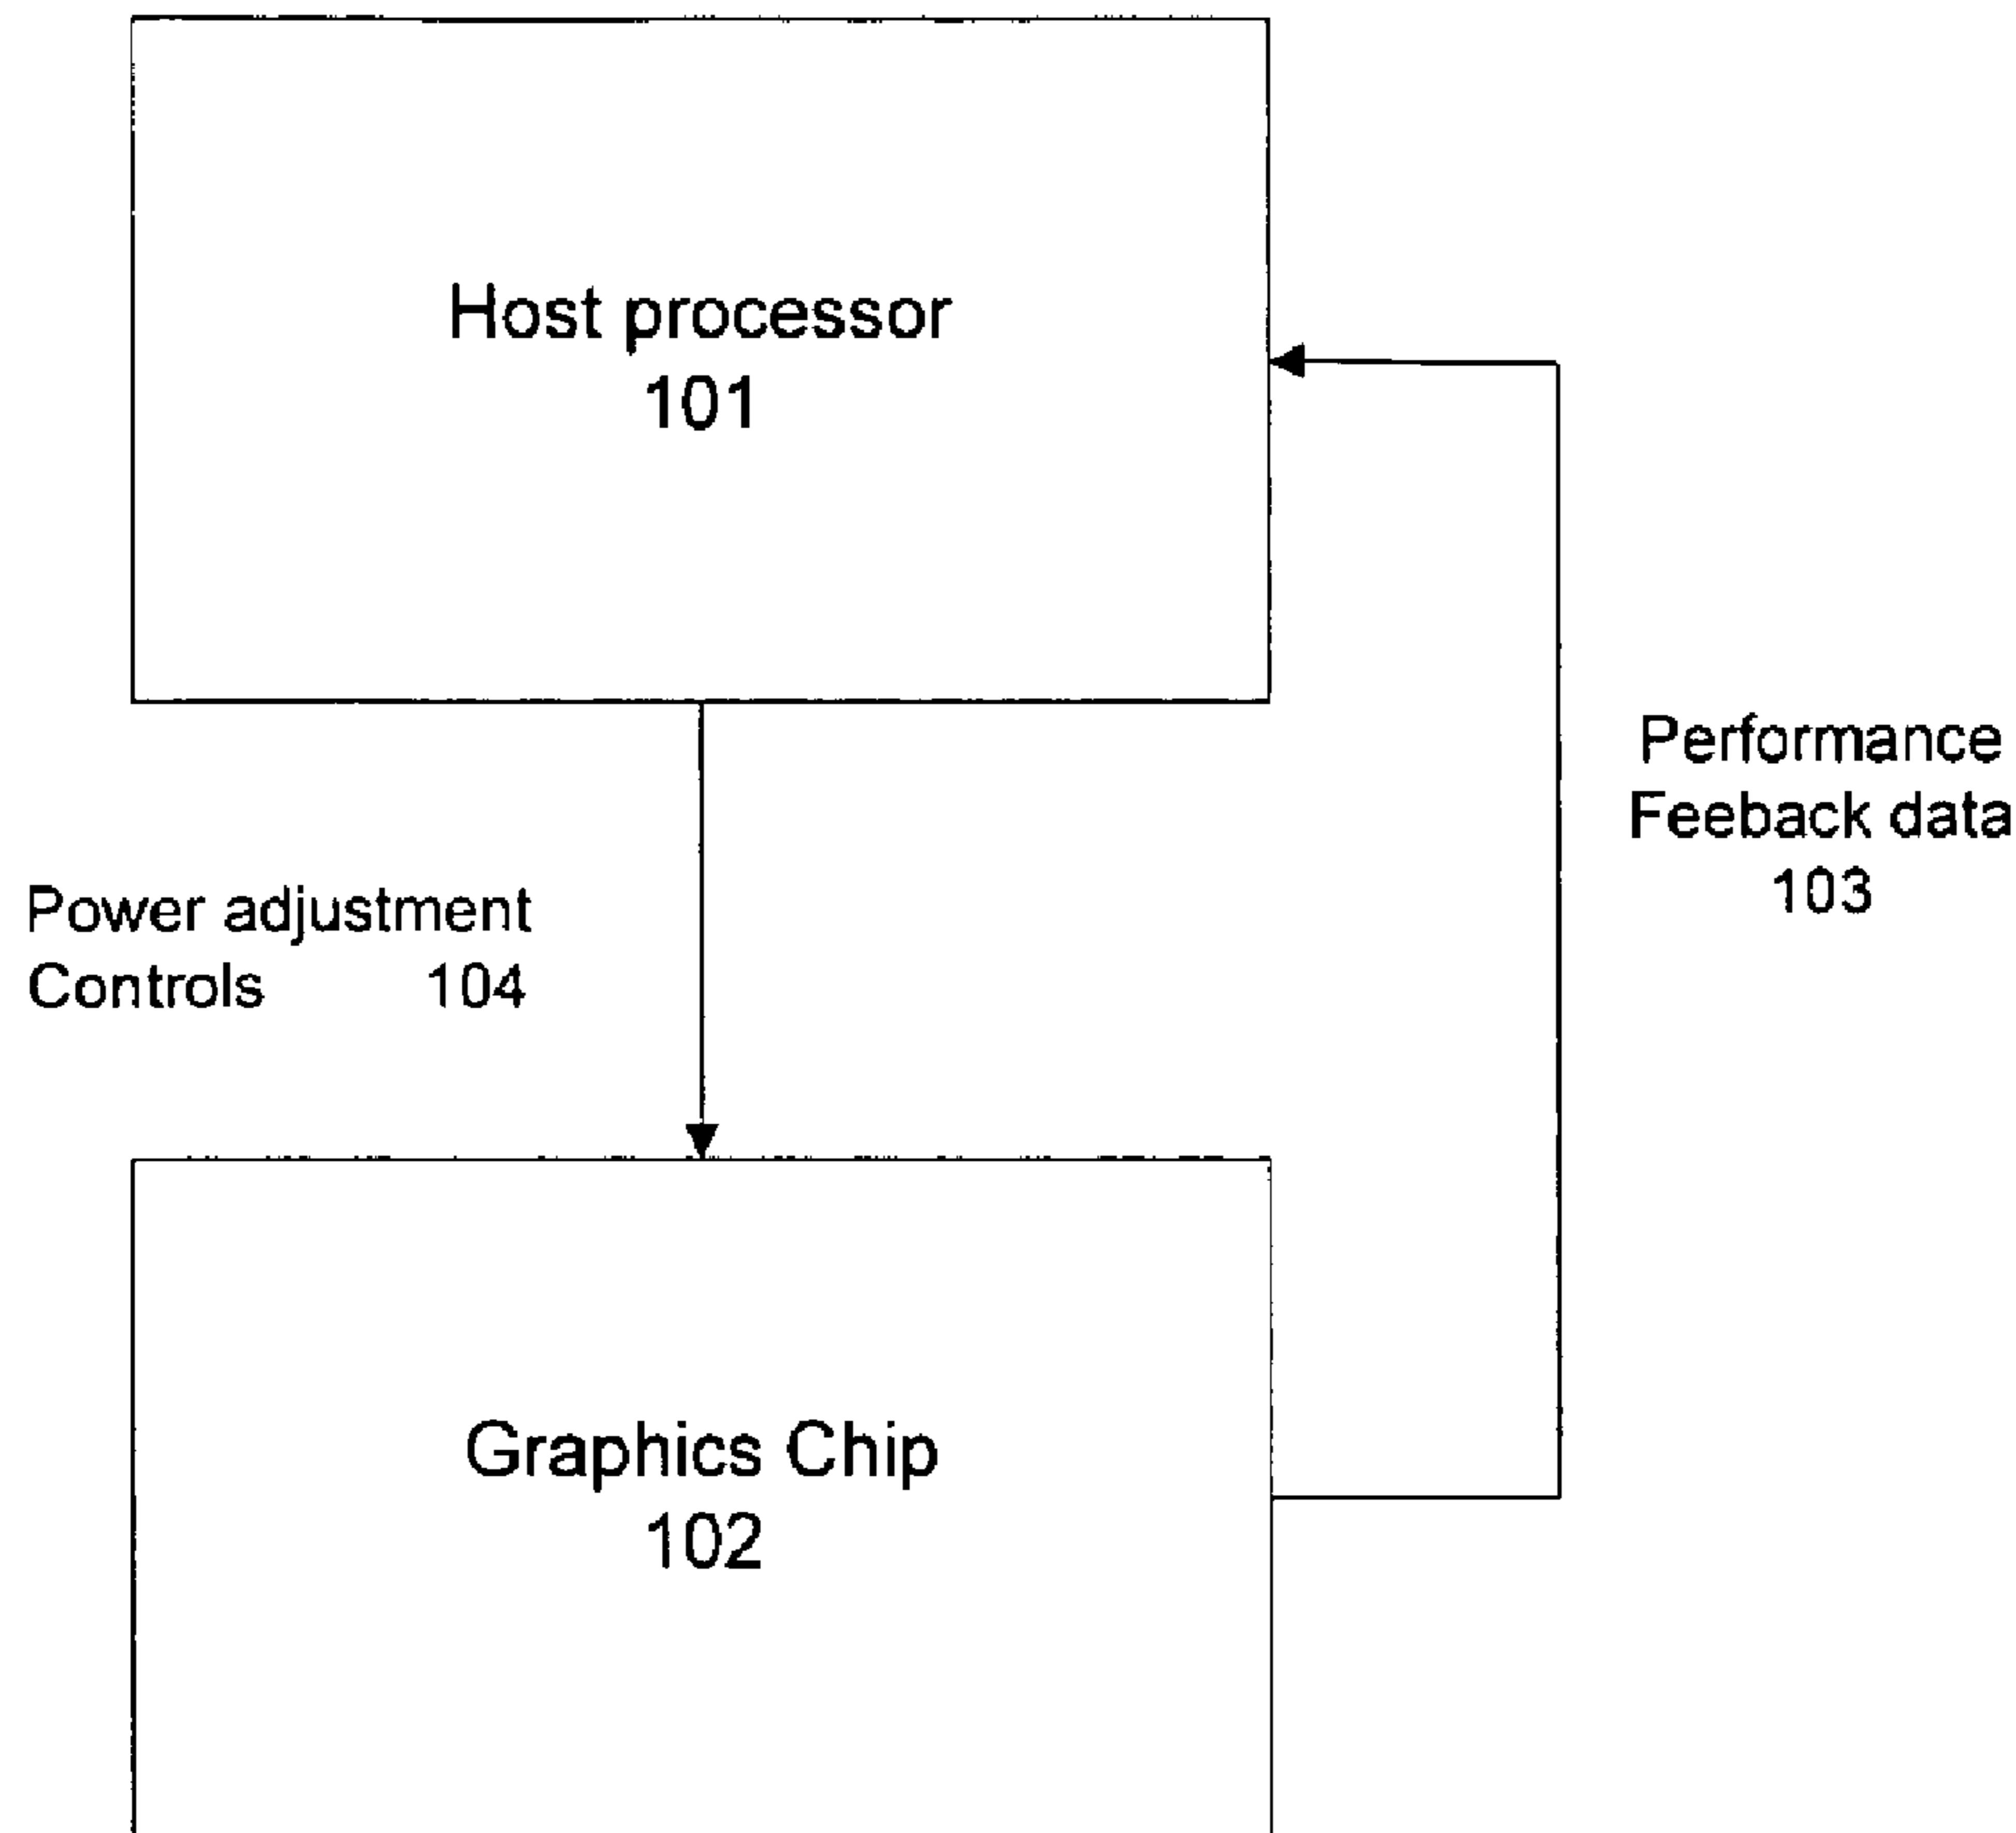 Host processor
101
Performance
Feeback data
103
Power adjustment
Controls 104
Graphics Chip
102